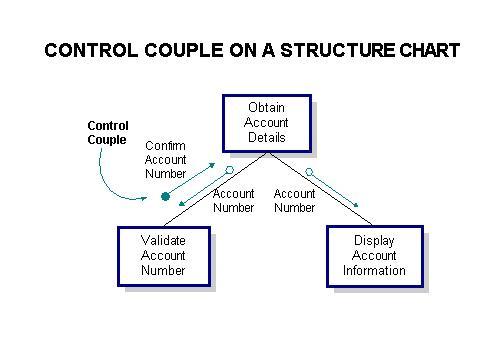 CONTROL COUPLE ON A STRUCTURE CHART
Obtain
Account
Details
Control
Couple
Confirm
Account
Number
Account
Number
Account
Number
Validate
Account
Number
Display
Account
Information